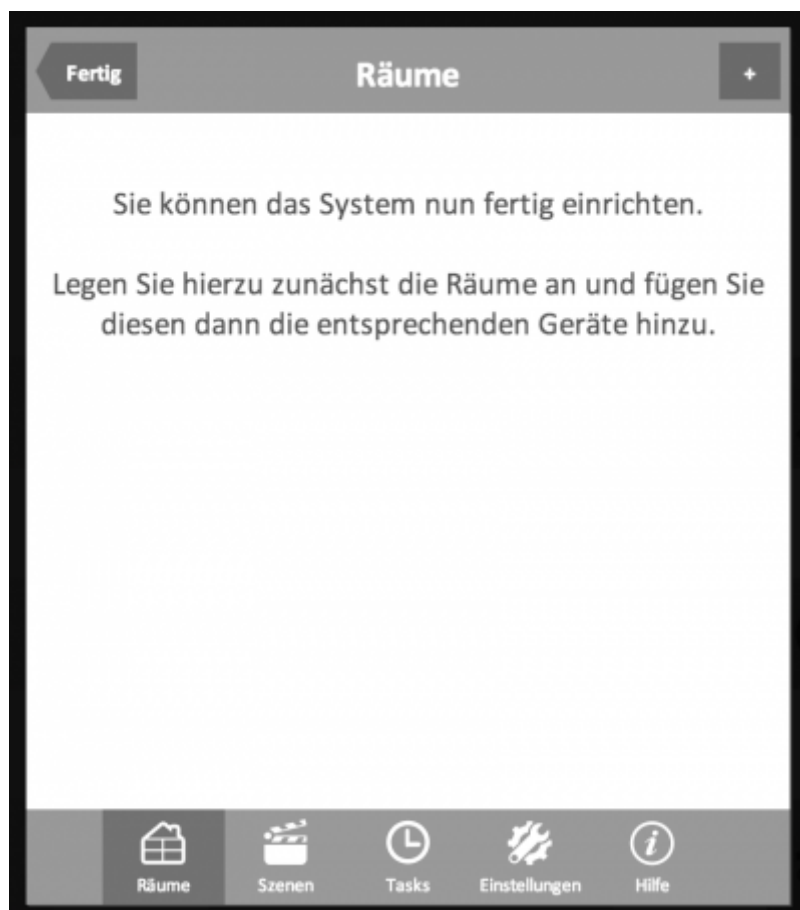 Fertig
Räume
+
Sie können das System nun fertig einrichten.
Legen Sie hierzu zunächst die Räume an und fügen Sie
diesen dann die entsprechenden Geräte hinzu.
Räume
Szenen
Tasks
Einstellungen
Hilfe